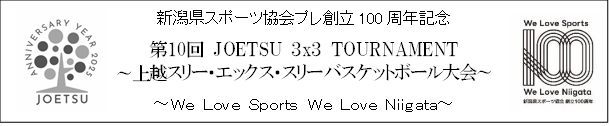 新潟県スポーツ協会プレ創立100周年記念
第10回 JOETSU 3x3 TOURNAMENT
～上越スリー・エックス・スリーバスケットボール大会～
～We Love Sports We Love Niigata～
ANNIVERSARY YEAR 2025
JOETSU
We Love Sports
100
We Love Niigata
新潟県スポーツ協会 創立100周年